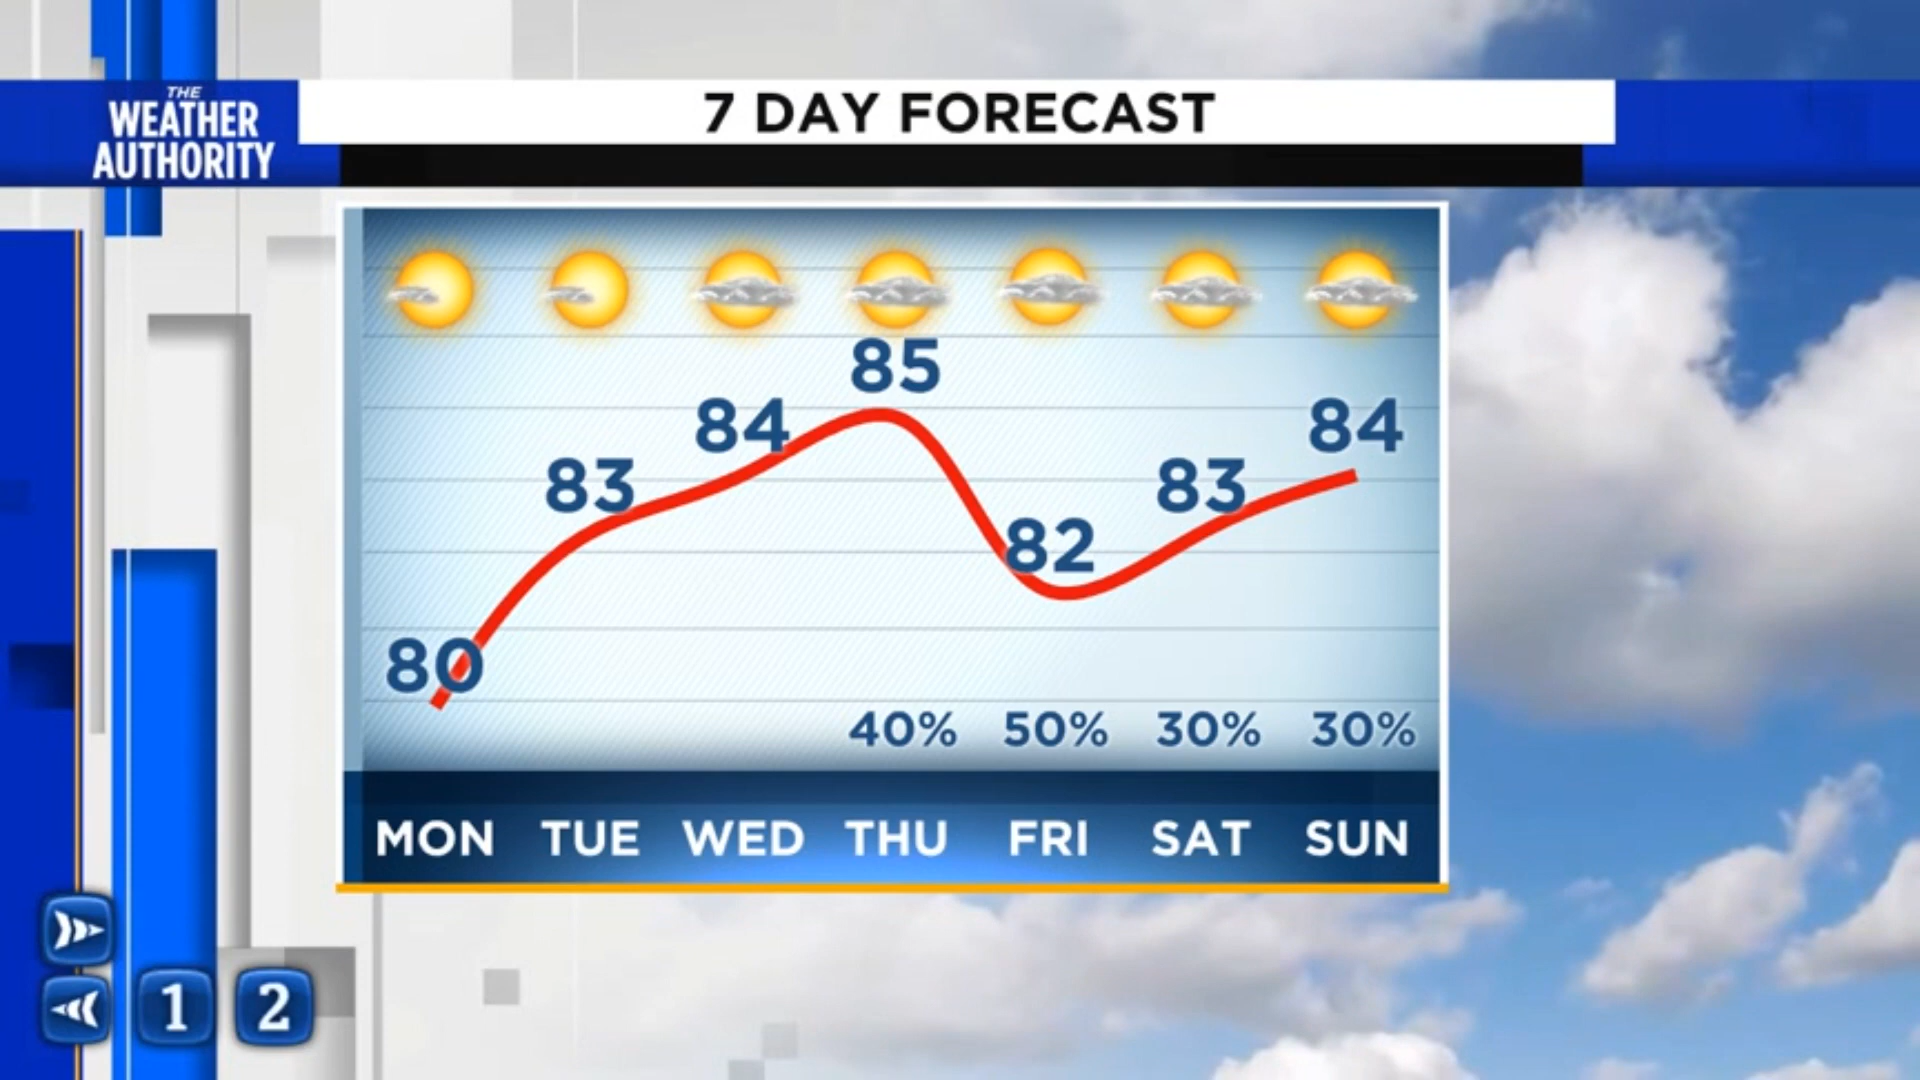 THE
WEATHER
AUTHORITY
7 DAY FORECAST
85
84
84
83
83
82
80
40% 50% 30% 30%
MON TUE WED THU FRI SAT SUN
1 2